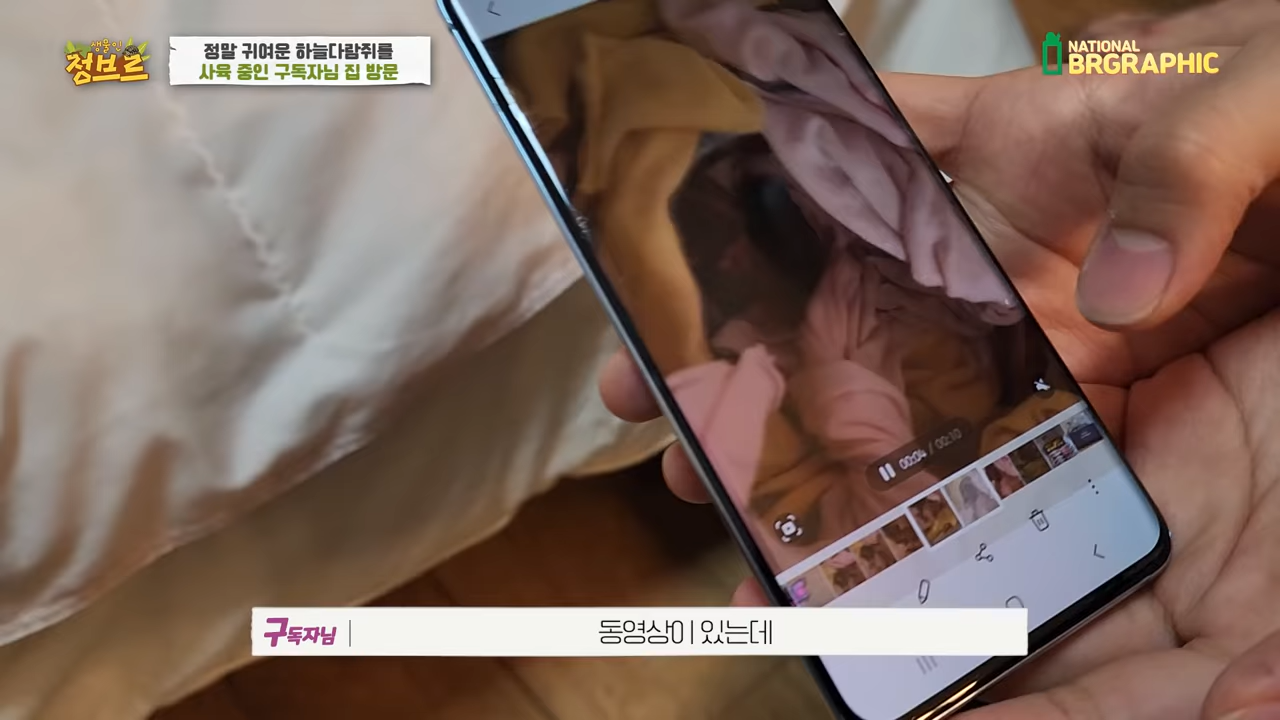 생물인
정브르
정말 귀여운 하늘다람쥐를
사육 중인 구독자님 집 방문
NATIONAL
BRGRAPHIC
00:04 / 00:10
구독자님
동영상이 있는데